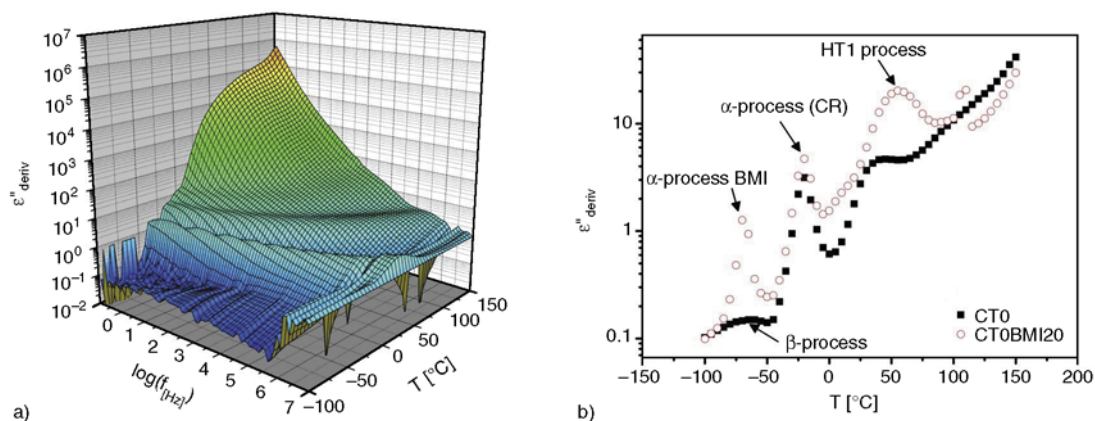 10⁷
10⁶
10⁵
10⁴
10³
10²
10¹
10⁰
10⁻¹
10⁻²
ε''deriv
0 1 2 3 4 5 6 7
log(f[Hz])
−100 −50 0 50 100 150
T [°C]
a)
HT1 process
α-process (CR)
α-process BMI
β-process
10
1
0.1
ε''deriv
CT0
CT0BMI20
−150 −100 −50 0 50 100 150 200
T [°C]
b)